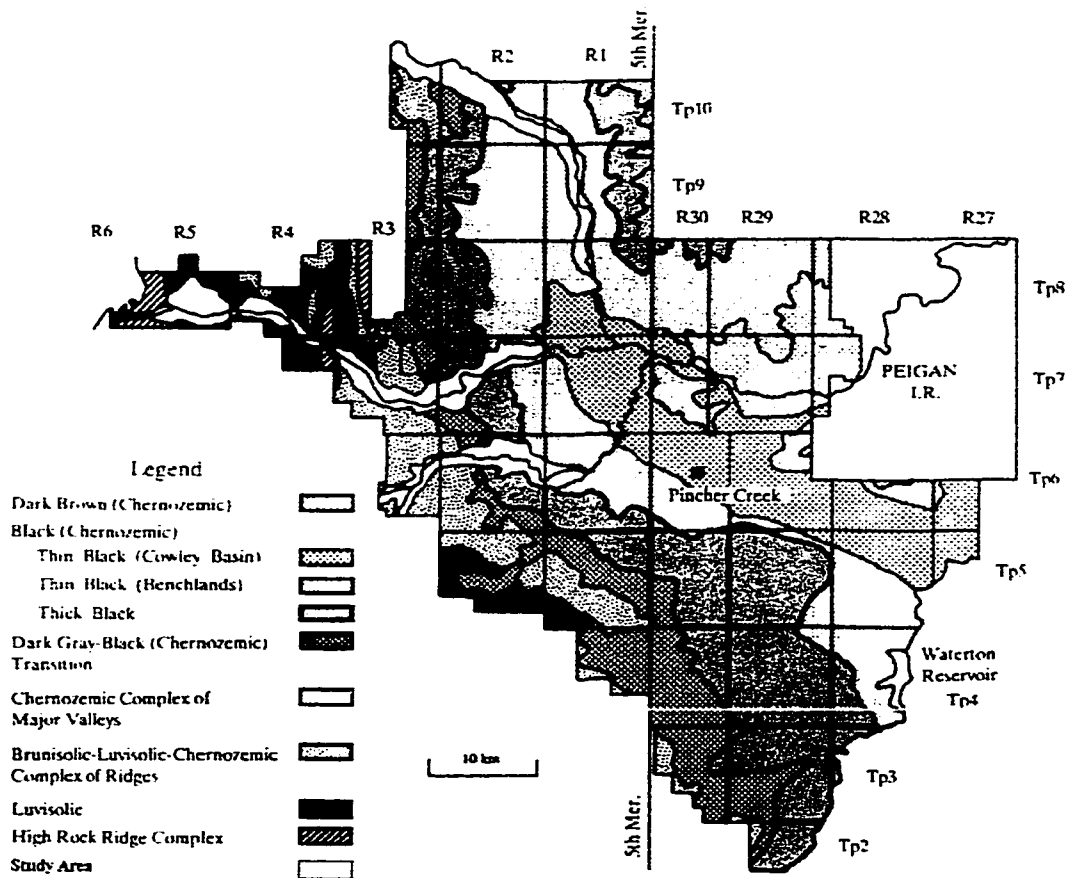 R2
R1
5th Mer.
Tp10
Tp9
R6
R5
R4
R3
R30
R29
R28
R27
Tp8
PEIGAN
I.R.
Tp7
Tp6
Pincher Creek
Tp5
Waterton
Reservoir
Tp4
Tp3
Tp2
5th Mer.
10 km
Legend
Dark Brown (Chernozemic)
Black (Chernozemic)
Thin Black (Cowley Basin)
Thin Black (Benchlands)
Thick Black
Dark Gray-Black (Chernozemic)
Transition
Chernozemic Complex of
Major Valleys
Brunisolic-Luvisolic-Chernozemic
Complex of Ridges
Luvisolic
High Rock Ridge Complex
Study Area